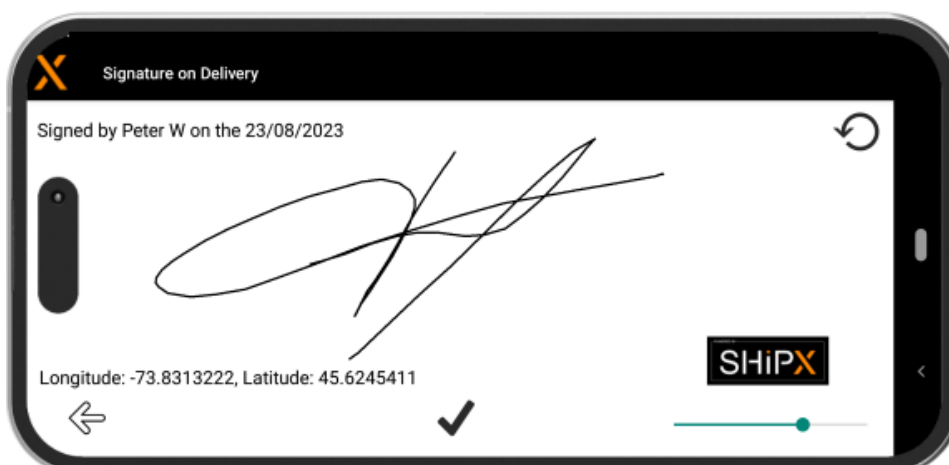 Signature on Delivery
Signed by Peter W on the 23/08/2023
SHiPX
Longitude: -73.8313222, Latitude: 45.6245411